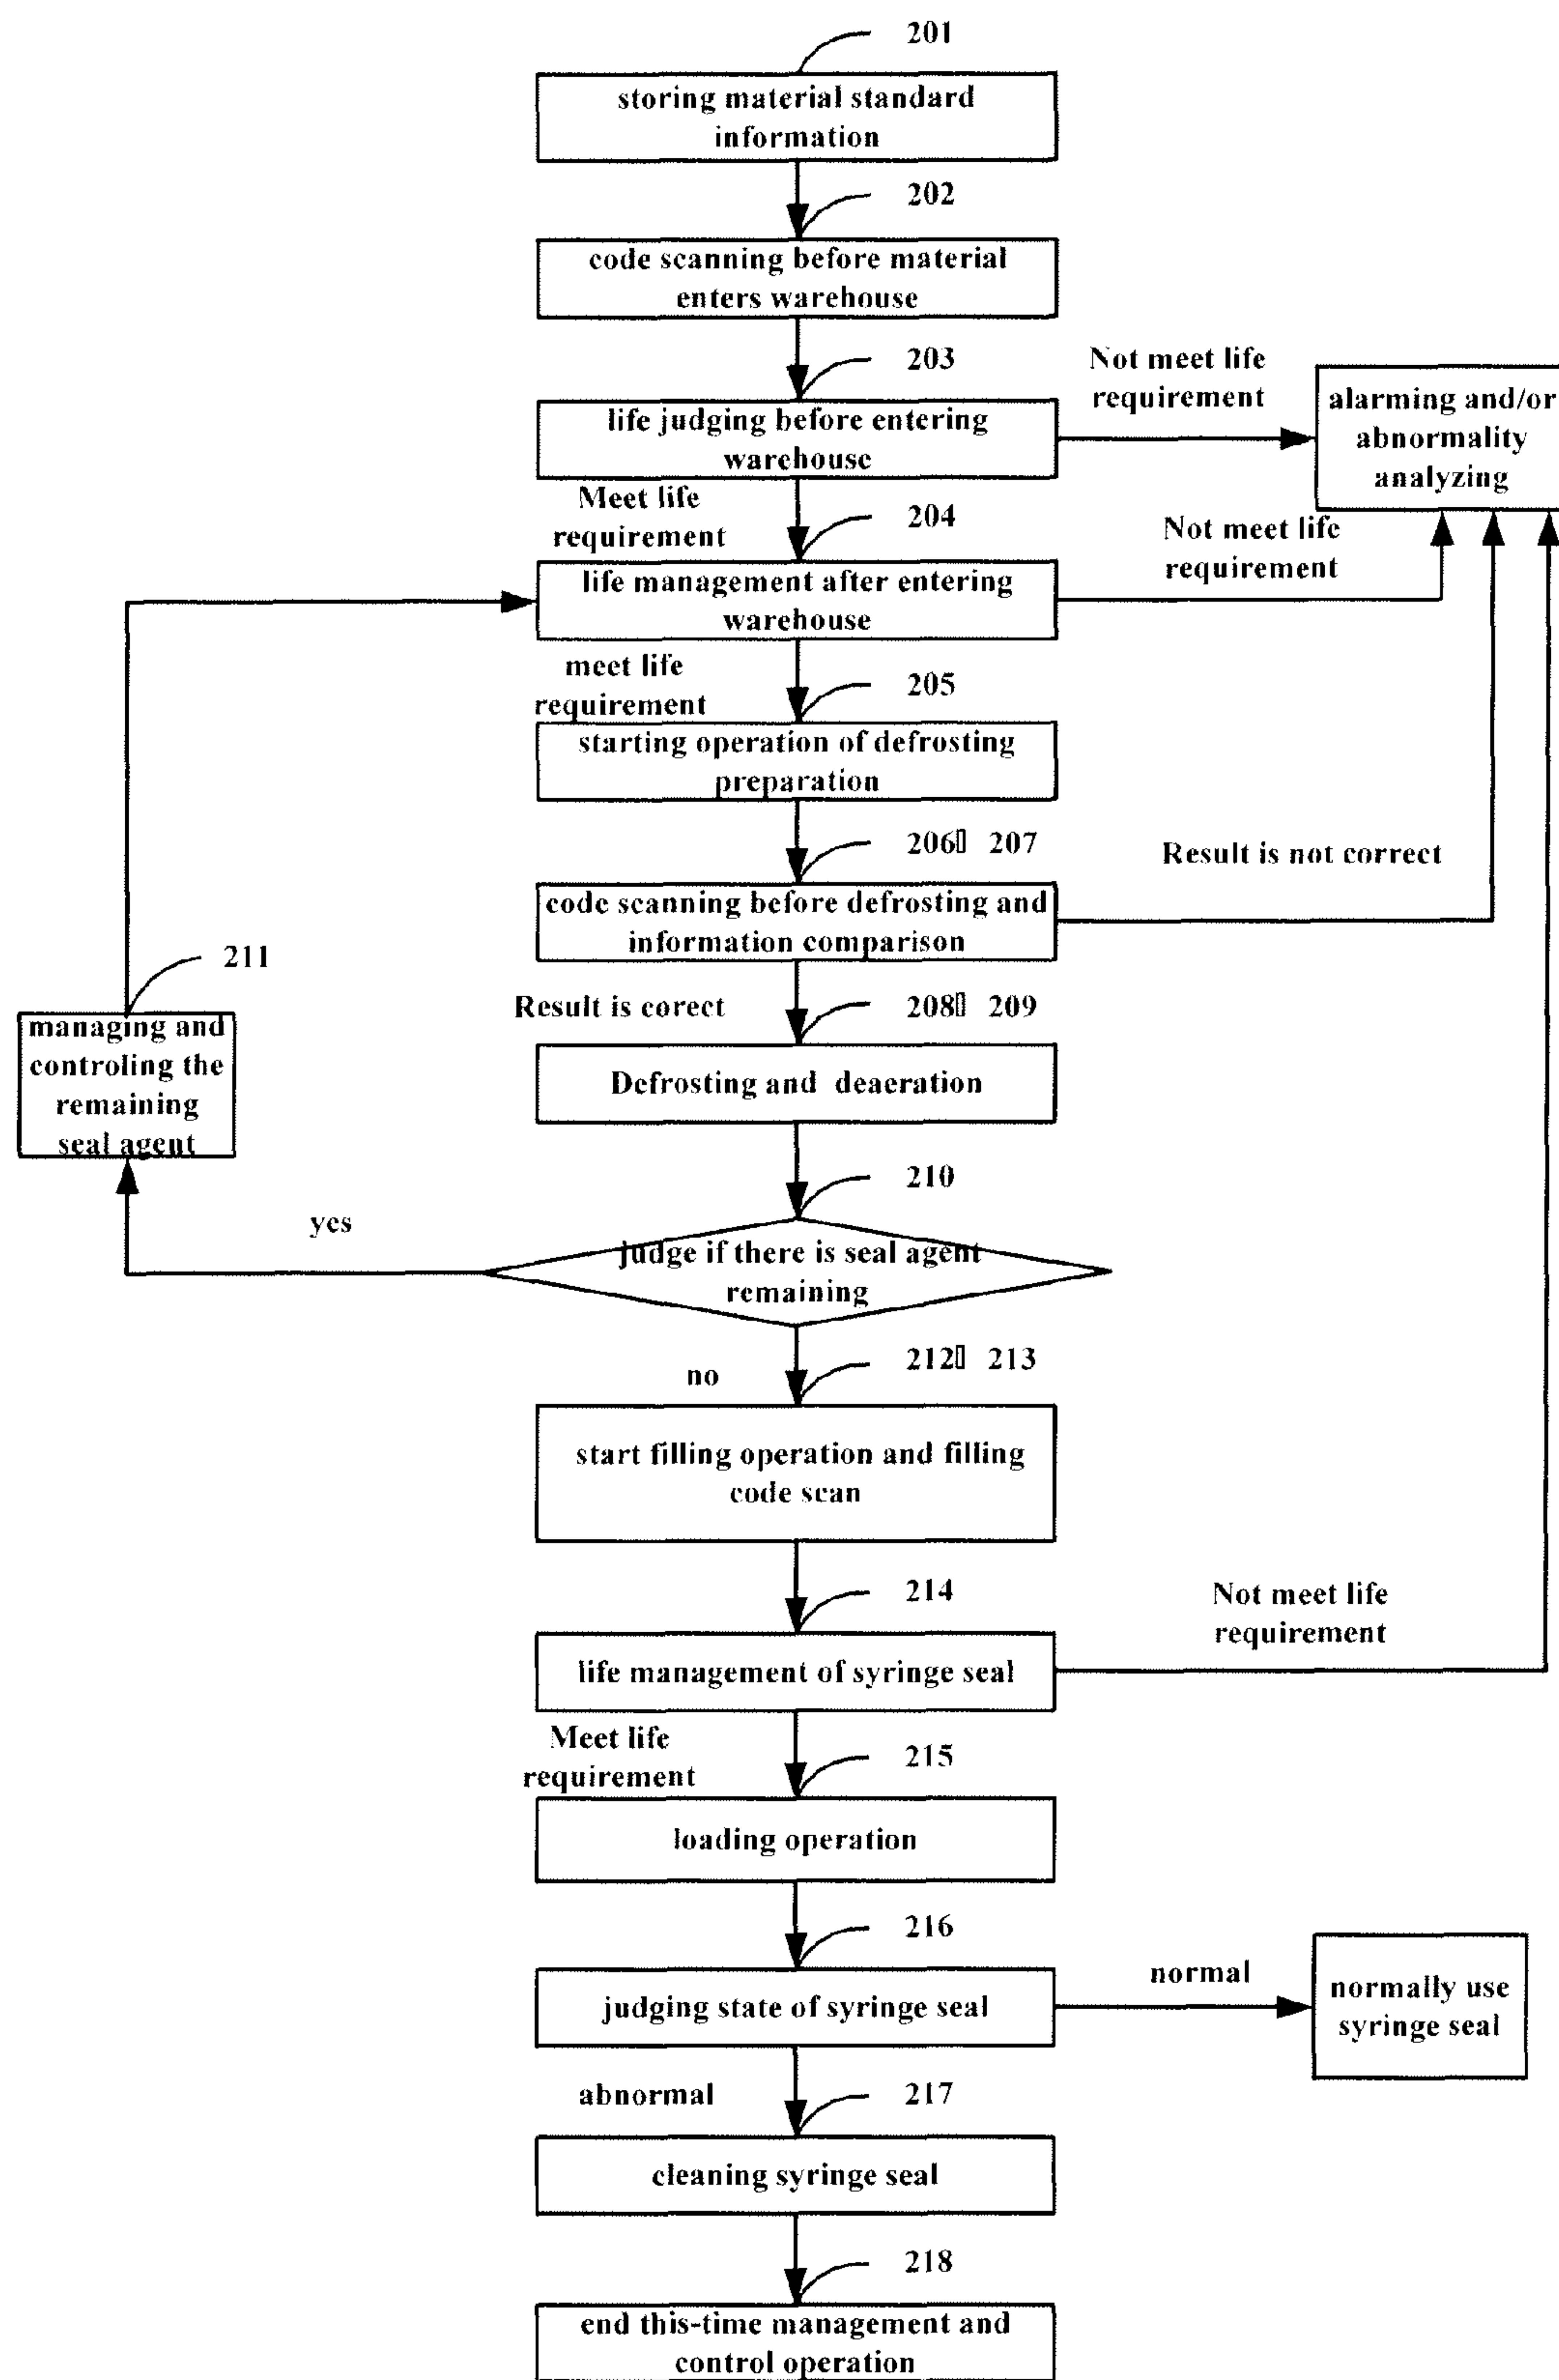 201
storing material standard
information
202
code scanning before material
enters warehouse
203
life judging before entering
warehouse
Not meet life
requirement
alarming and/or
abnormality
analyzing
Meet life
requirement
204
life management after entering
warehouse
Not meet life
requirement
meet life
requirement
205
starting operation of defrosting
preparation
206▯ 207
code scanning before defrosting and
information comparison
Result is not correct
Result is corect
208▯ 209
Defrosting and deaeration
211
managing and
controling the
remaining
seal agent
210
judge if there is seal agent
remaining
yes
no
212▯ 213
start filling operation and filling
code scan
214
life management of syringe seal
Not meet life
requirement
Meet life
requirement
215
loading operation
216
judging state of syringe seal
normal
normally use
syringe seal
abnormal
217
cleaning syringe seal
218
end this-time management and
control operation